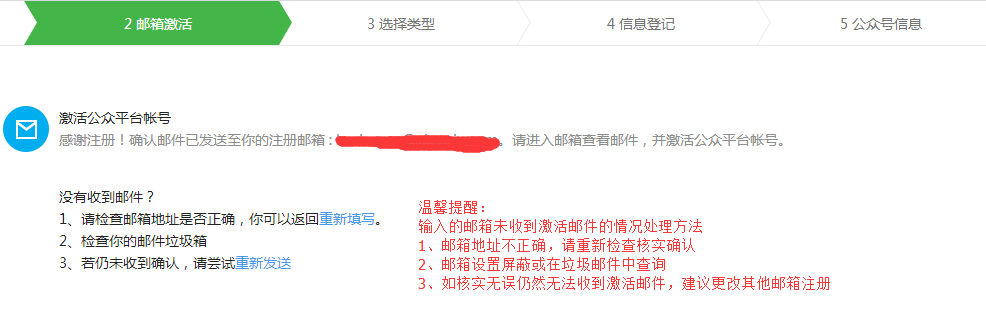 2 邮箱激活
3 选择类型
4 信息登记
5 公众号信息
激活公众平台帐号
感谢注册！确认邮件已发送至你的注册邮箱：。请进入邮箱查看邮件，并激活公众平台帐号。
没有收到邮件？
1、请检查邮箱地址是否正确，你可以返回重新填写。
2、检查你的邮件垃圾箱
3、若仍未收到确认，请尝试重新发送
温馨提醒：
输入的邮箱未收到激活邮件的情况处理方法
1、邮箱地址不正确，请重新检查核实确认
2、邮箱设置屏蔽或在垃圾邮件中查询
3、如核实无误仍然无法收到激活邮件，建议更改其他邮箱注册